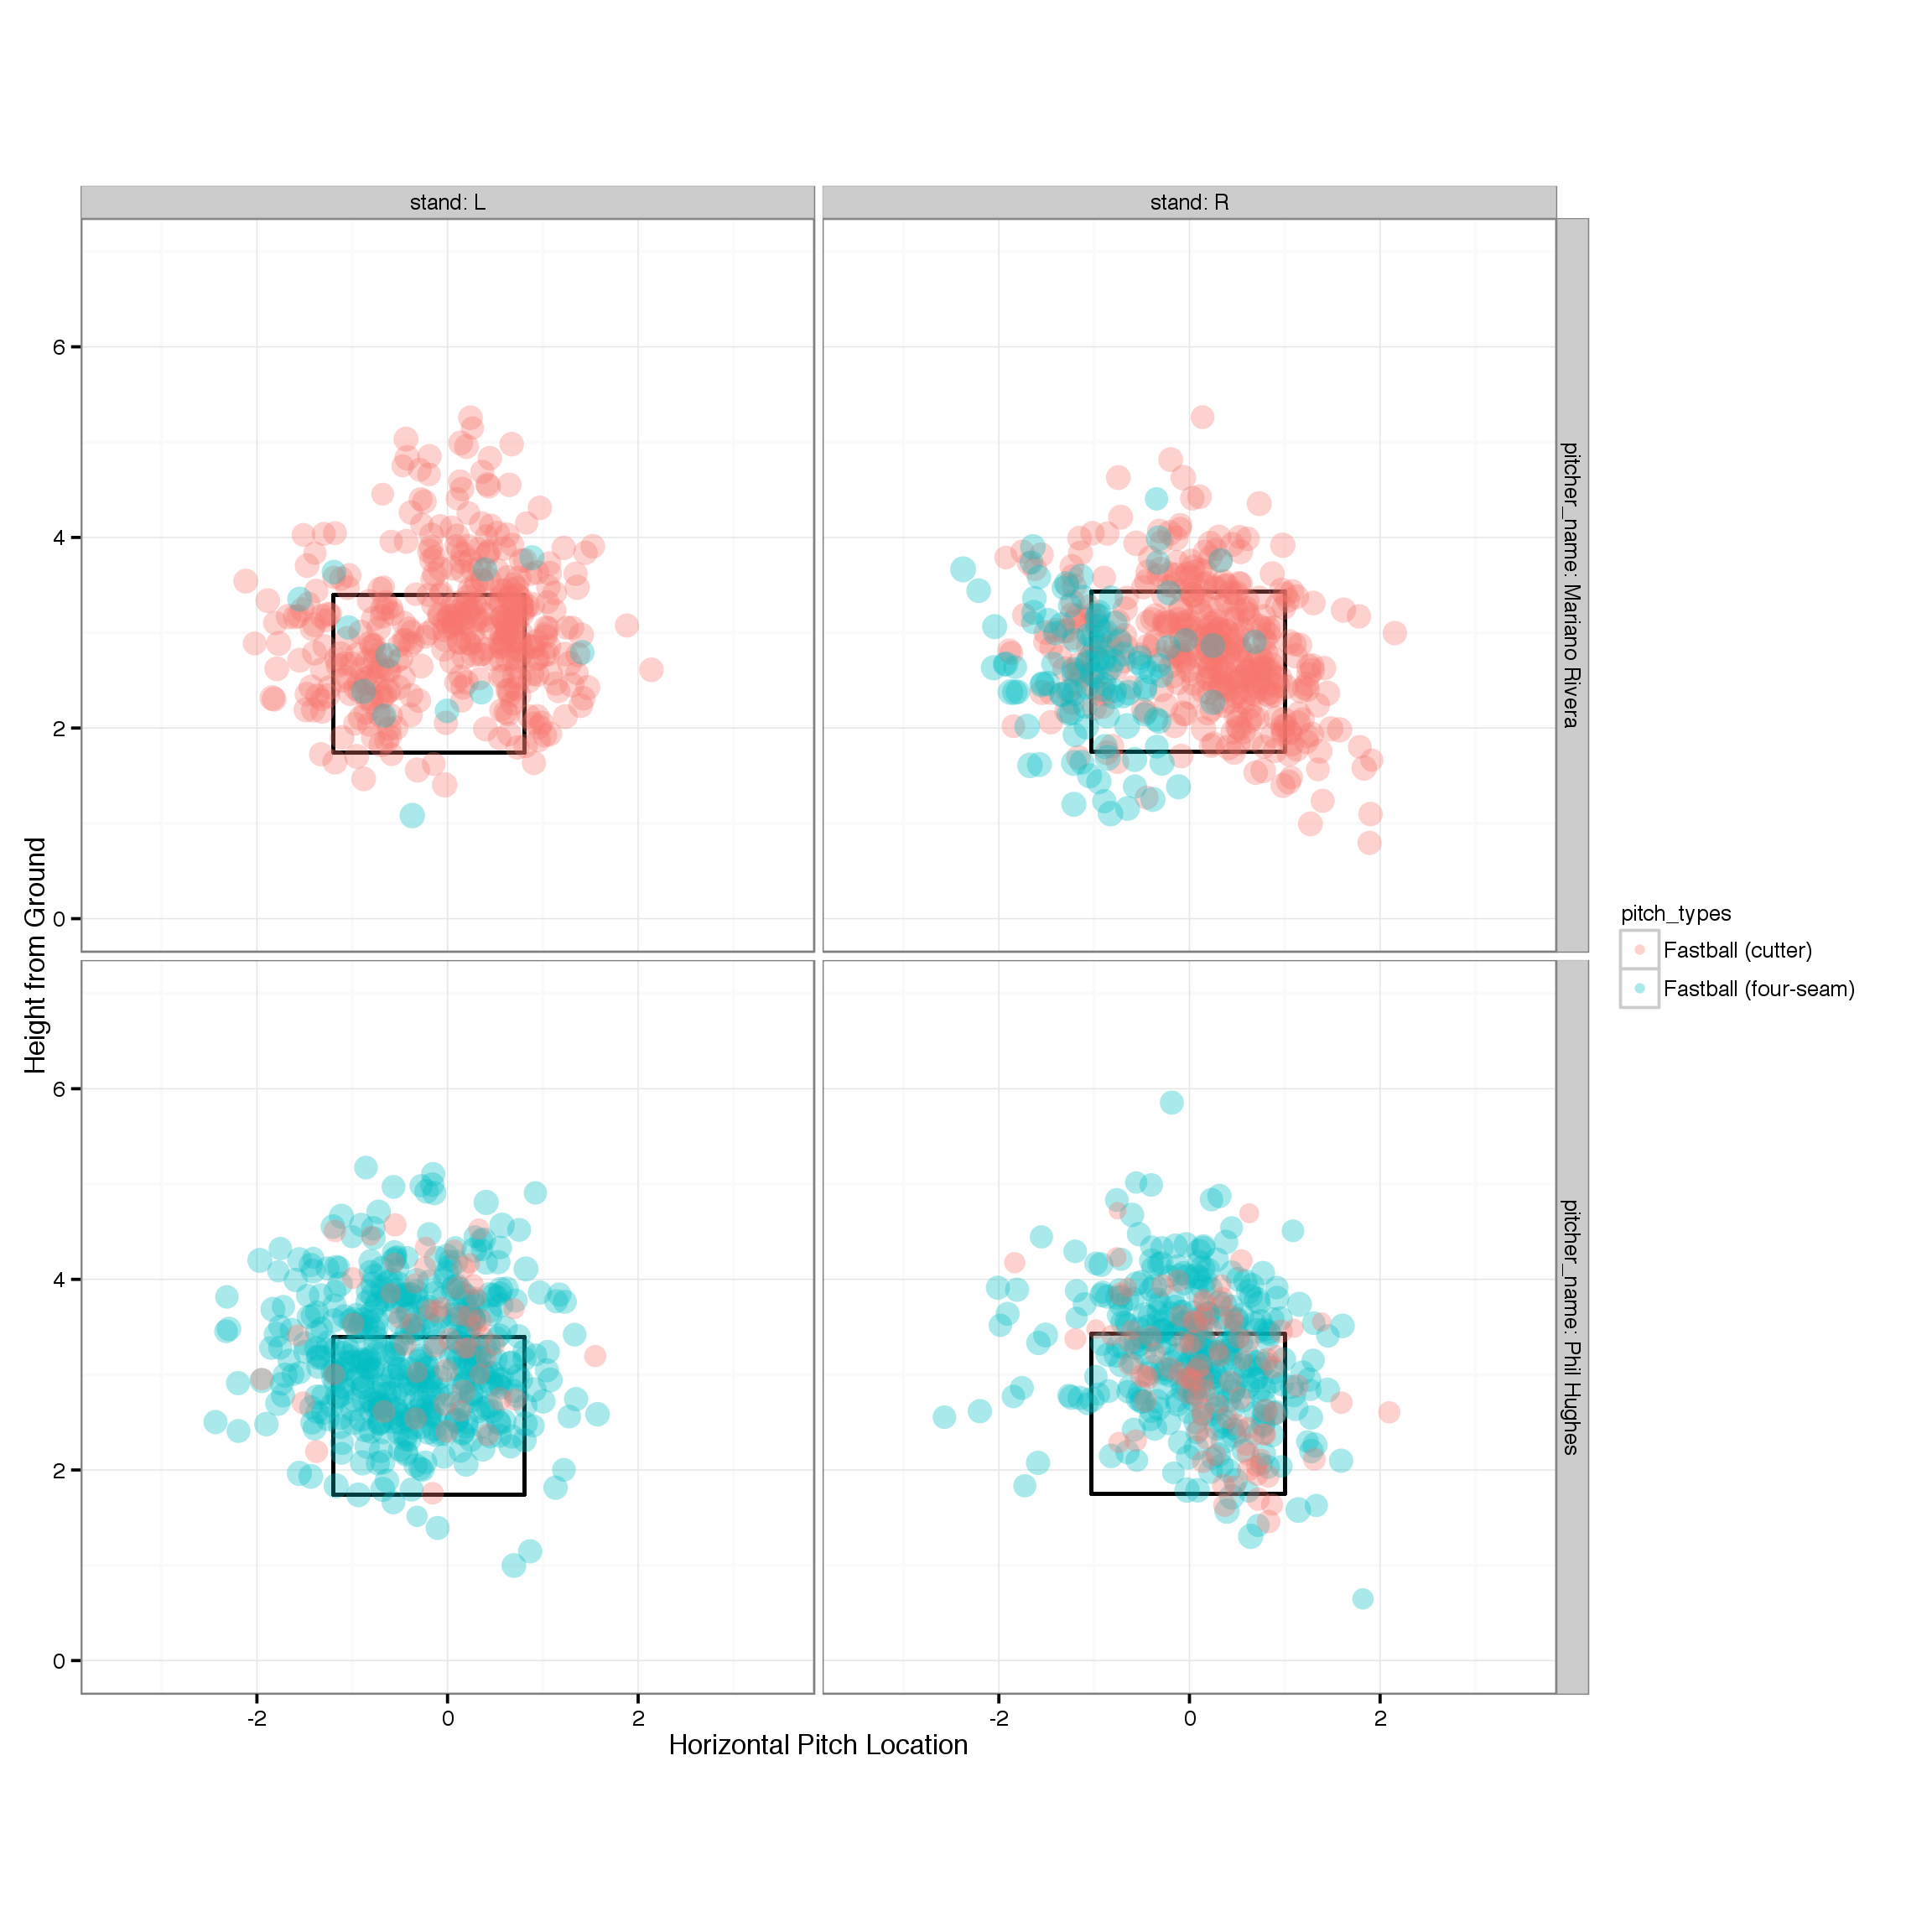 stand: L
stand: R
6
4
2
0
pitcher_name: Mariano Rivera
Height from Ground
6
4
2
0
pitcher_name: Phil Hughes
-2
0
2
-2
0
2
Horizontal Pitch Location
pitch_types
Fastball (cutter)
Fastball (four-seam)